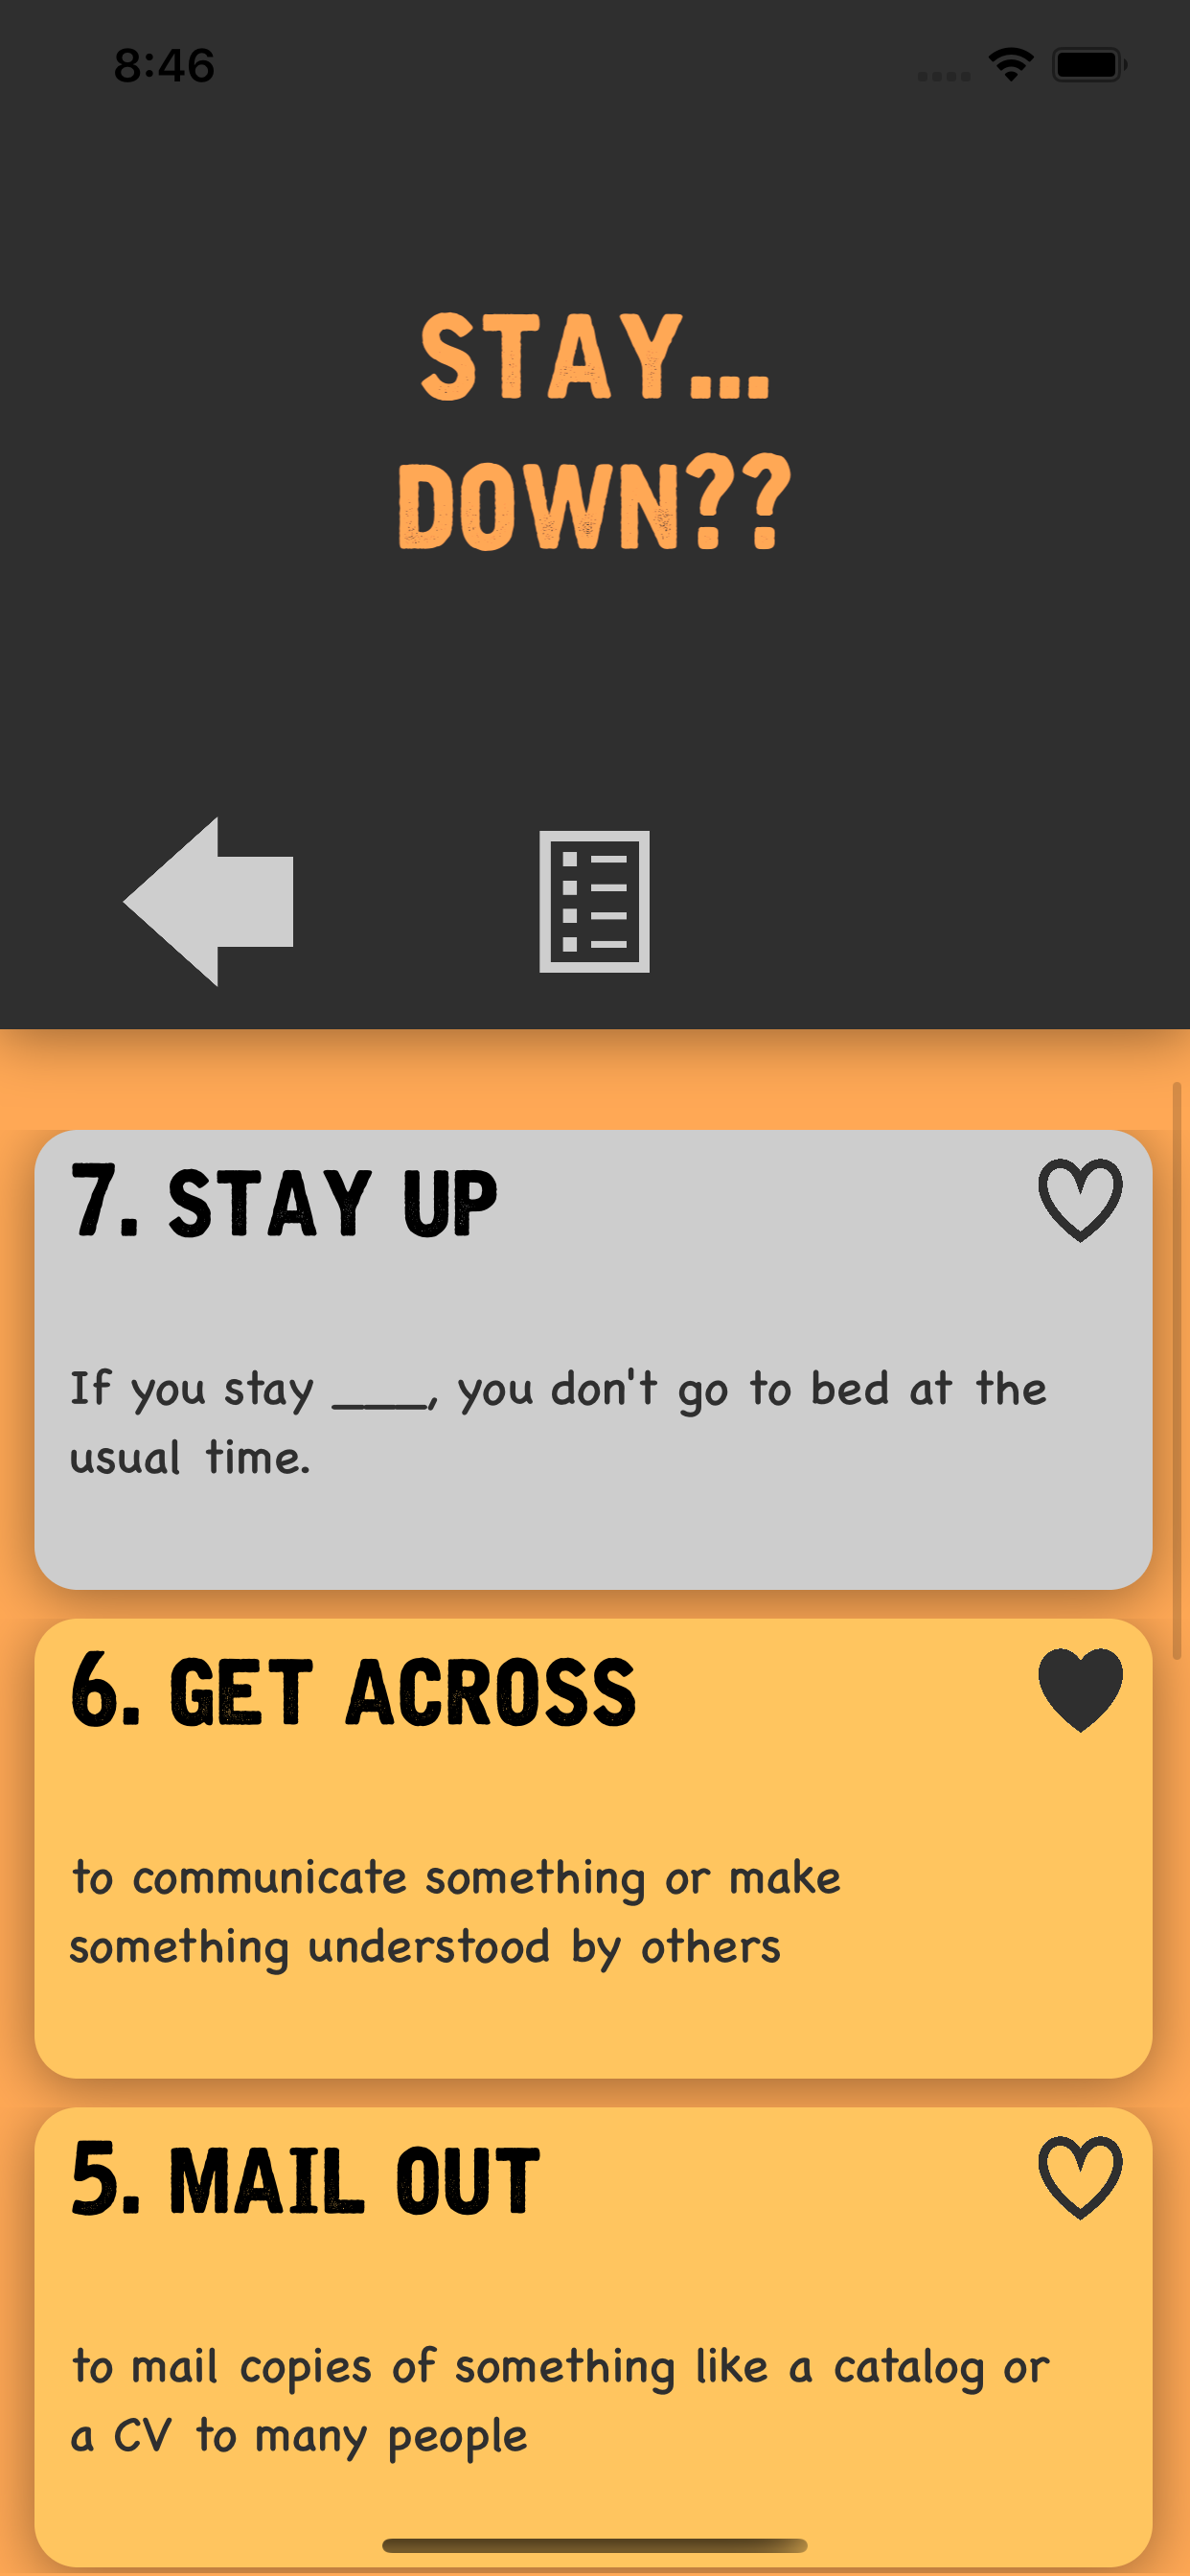 8:46
STAY...
DOWN??
7. STAY UP
If you stay ___, you don't go to bed at the
usual time.
6. GET ACROSS
to communicate something or make
something understood by others
5. MAIL OUT
to mail copies of something like a catalog or
a CV to many people